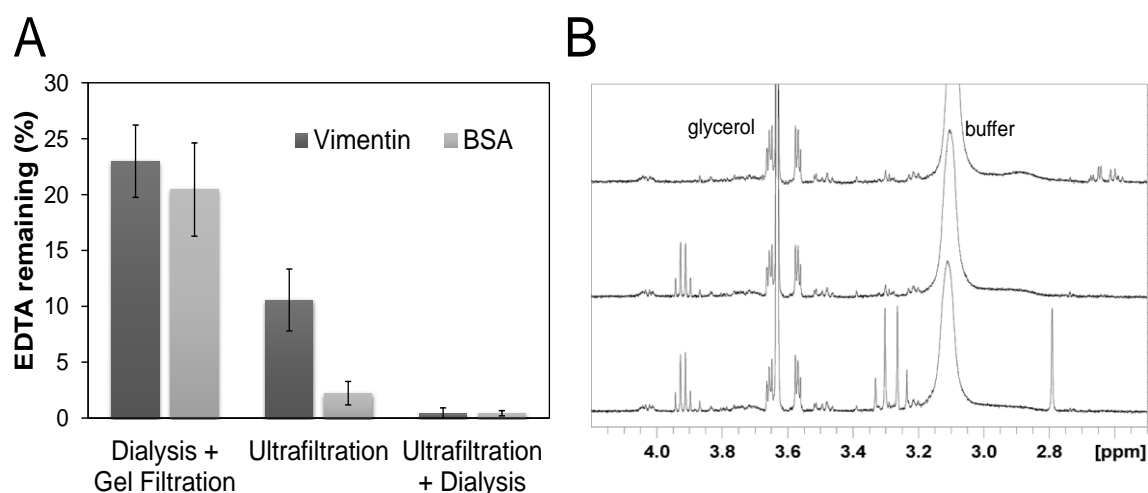 A
EDTA remaining (%)
30
25
20
15
10
5
0
Vimentin
BSA
Dialysis +
Gel Filtration
Ultrafiltration
Ultrafiltration
+ Dialysis
B
glycerol
buffer
4.0 3.8 3.6 3.4 3.2 3.0 2.8 [ppm]